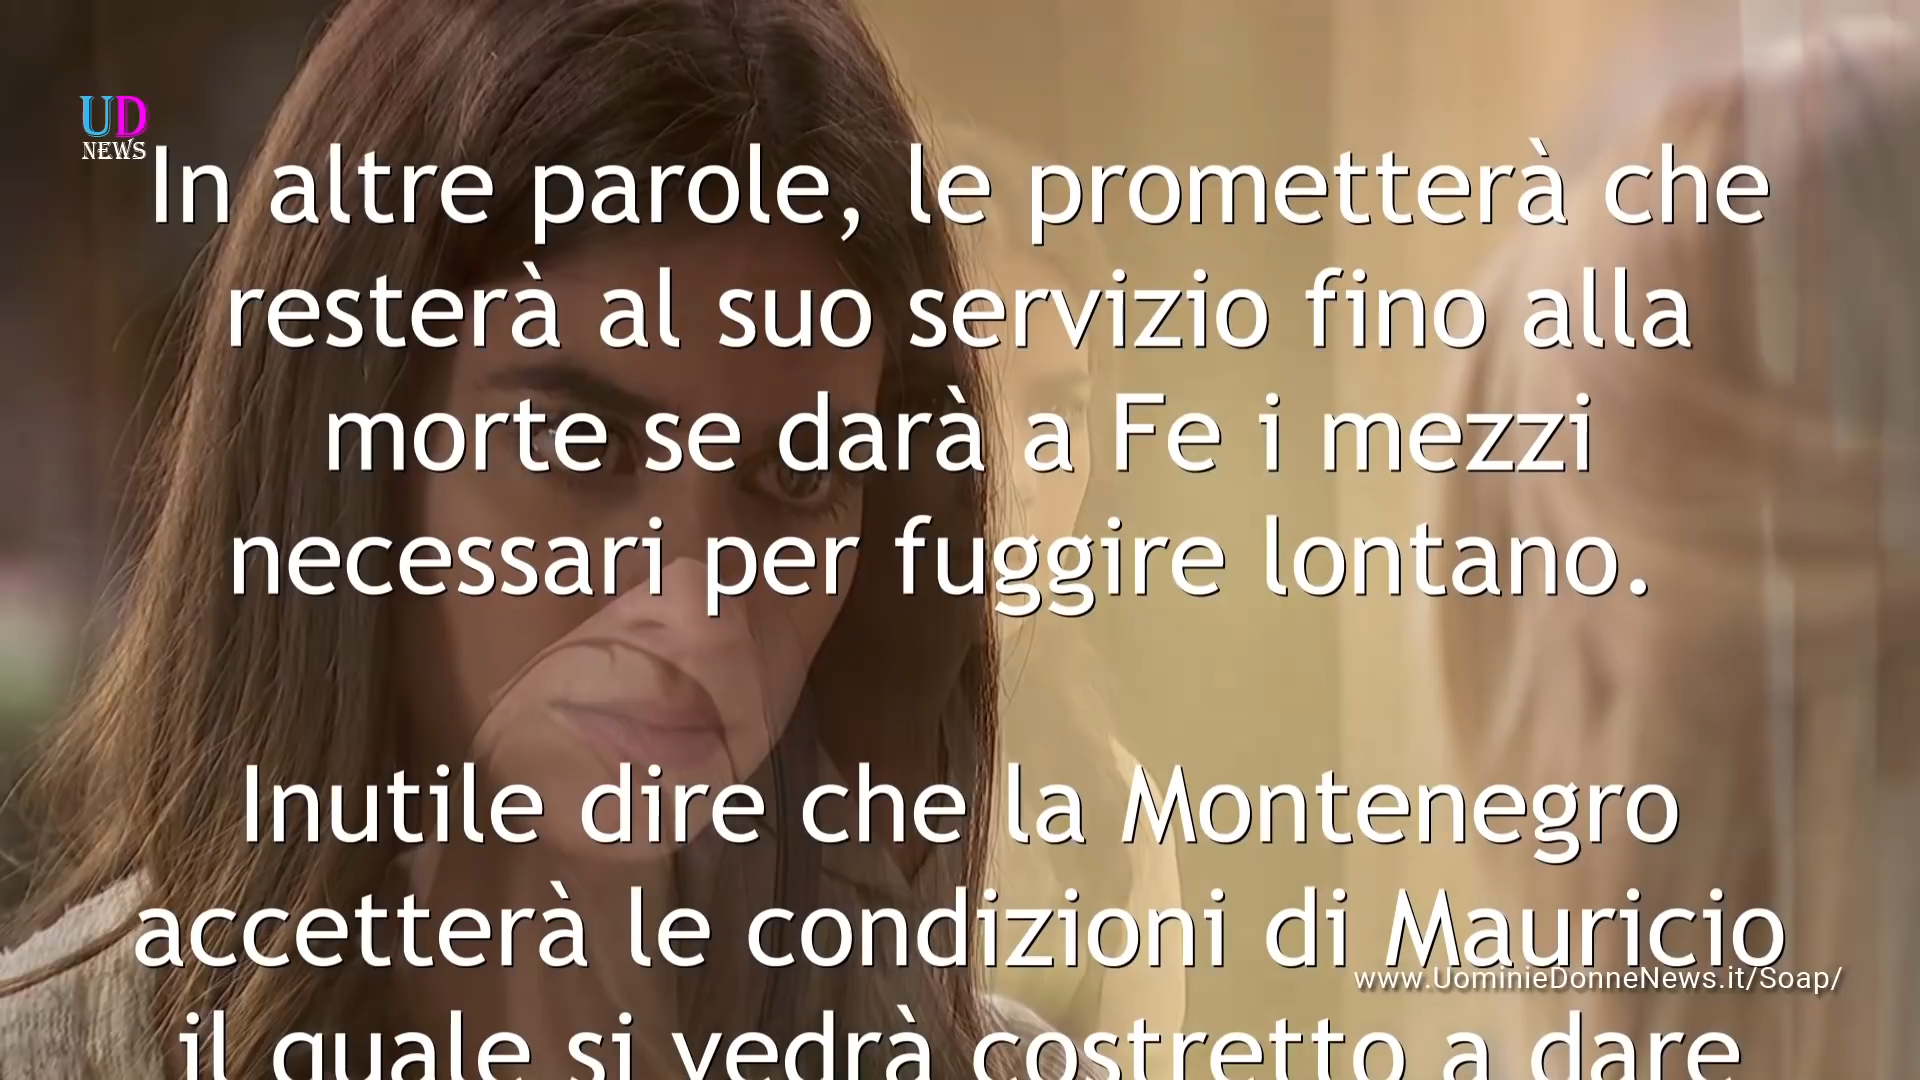 UD
NEWS
In altre parole, le prometterà che
resterà al suo servizio fino alla
morte se darà a Fe i mezzi
necessari per fuggire lontano.
Inutile dire che la Montenegro
accetterà le condizioni di Mauricio
www.UominieDonneNews.it/Soap/
il quale si vedrà costretto a dare